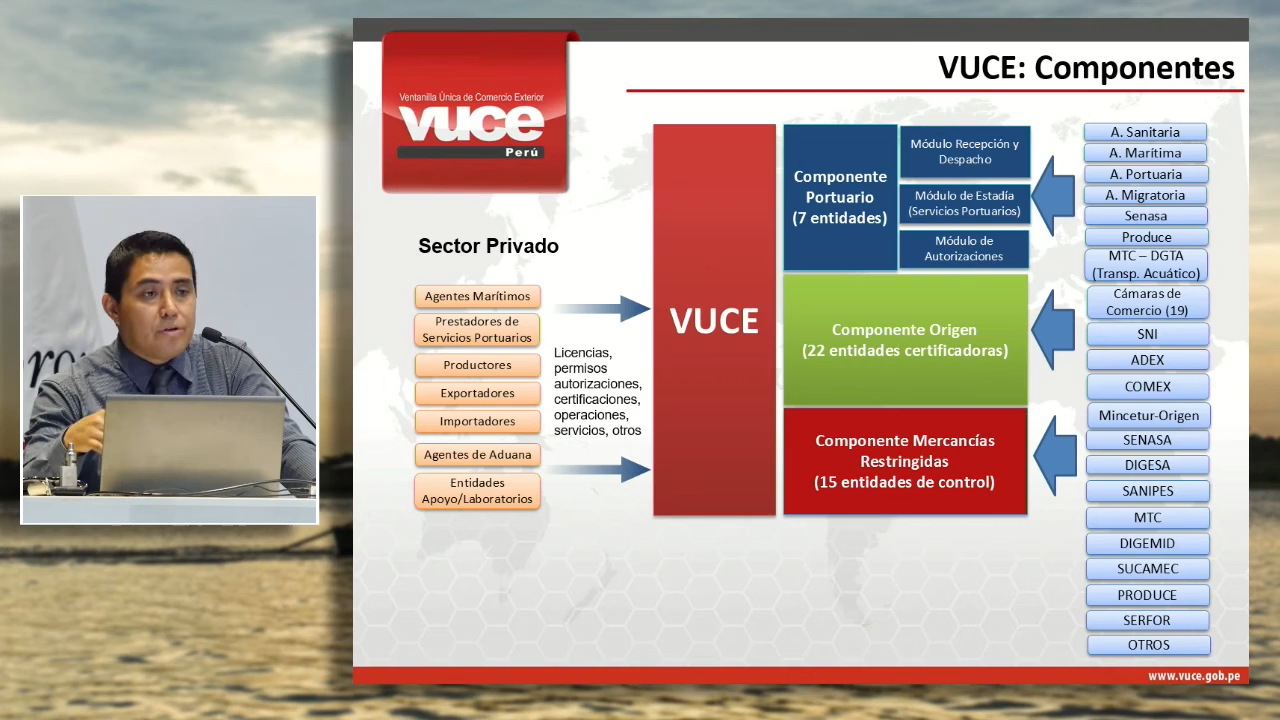 VUCE: Componentes
Ventanilla Única de Comercio Exterior
vuce
Perú
Sector Privado
Agentes Marítimos
Prestadores de
Servicios Portuarios
Productores
Exportadores
Importadores
Agentes de Aduana
Entidades
Apoyo/Laboratorios
Licencias,
permisos
autorizaciones,
certificaciones,
operaciones,
servicios, otros
VUCE
Componente
Portuario
(7 entidades)
Módulo Recepción y
Despacho
Módulo de Estadía
(Servicios Portuarios)
Módulo de
Autorizaciones
Componente Origen
(22 entidades certificadoras)
Componente Mercancías
Restringidas
(15 entidades de control)
A. Sanitaria
A. Marítima
A. Portuaria
A. Migratoria
Senasa
Produce
MTC – DGTA
(Transp. Acuático)
Cámaras de
Comercio (19)
SNI
ADEX
COMEX
Mincetur-Origen
SENASA
DIGESA
SANIPES
MTC
DIGEMID
SUCAMEC
PRODUCE
SERFOR
OTROS
www.vuce.gob.pe